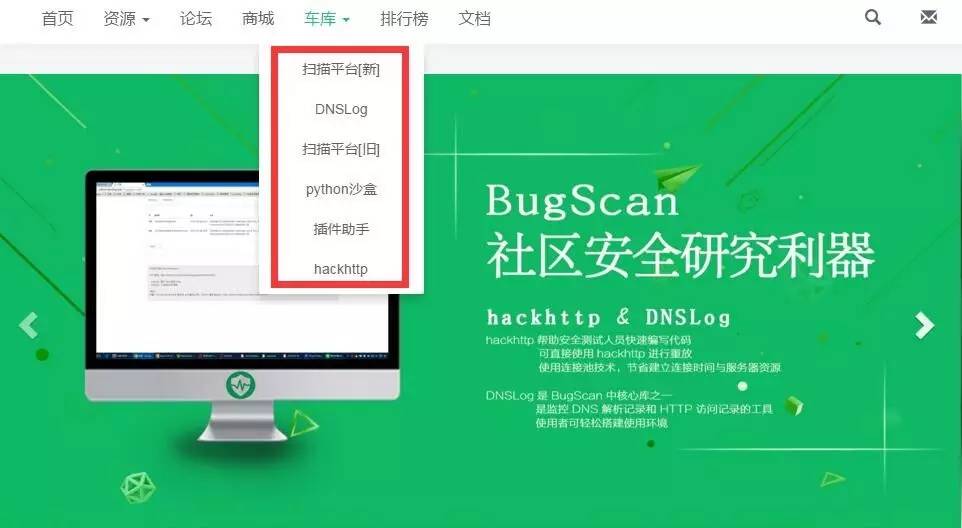 首页 资源 论坛 商城 车库 排行榜 文档
扫描平台[新]
DNSLog
扫描平台[旧]
python沙盒
插件助手
hackhttp
BugScan
社区安全研究利器
hackhttp & DNSLog
hackhttp 帮助安全测试人员快速编写代码
可直接使用 hackhttp 进行重放
使用连接池技术，节省建立连接时间与服务器资源
DNSLog 是 BugScan 中核心库之一
是监控 DNS 解析记录和 HTTP 访问记录的工具
使用者可轻松搭建使用环境